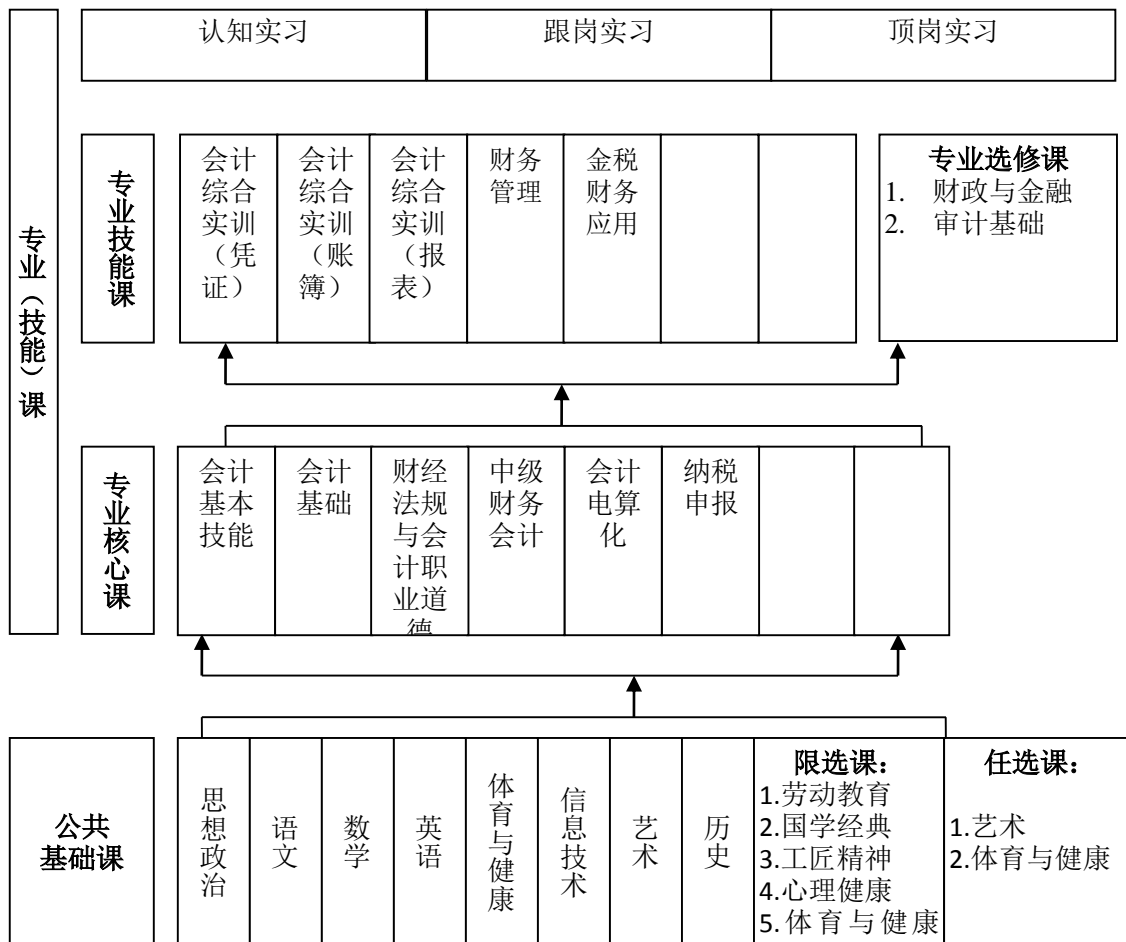 认知实习
跟岗实习
顶岗实习
专业（技能）课
专业技能课
会计
综合
实训
（凭
证）
会计
综合
实训
（账
簿）
会计
综合
实训
（报
表）
财务
管理
金税
财务
应用
专业选修课
1. 财政与金融
2. 审计基础
专业核心课
会计
基本
技能
会计
基础
财经
法规
与会
计职
业道
德
中级
财务
会计
会计
电算
化
纳税
申报
公共
基础课
思想政治
语文
数学
英语
体育与健康
信息技术
艺术
历史
限选课：
1.劳动教育
2.国学经典
3.工匠精神
4.心理健康
5.体育与健康
任选课：
1.艺术
2.体育与健康